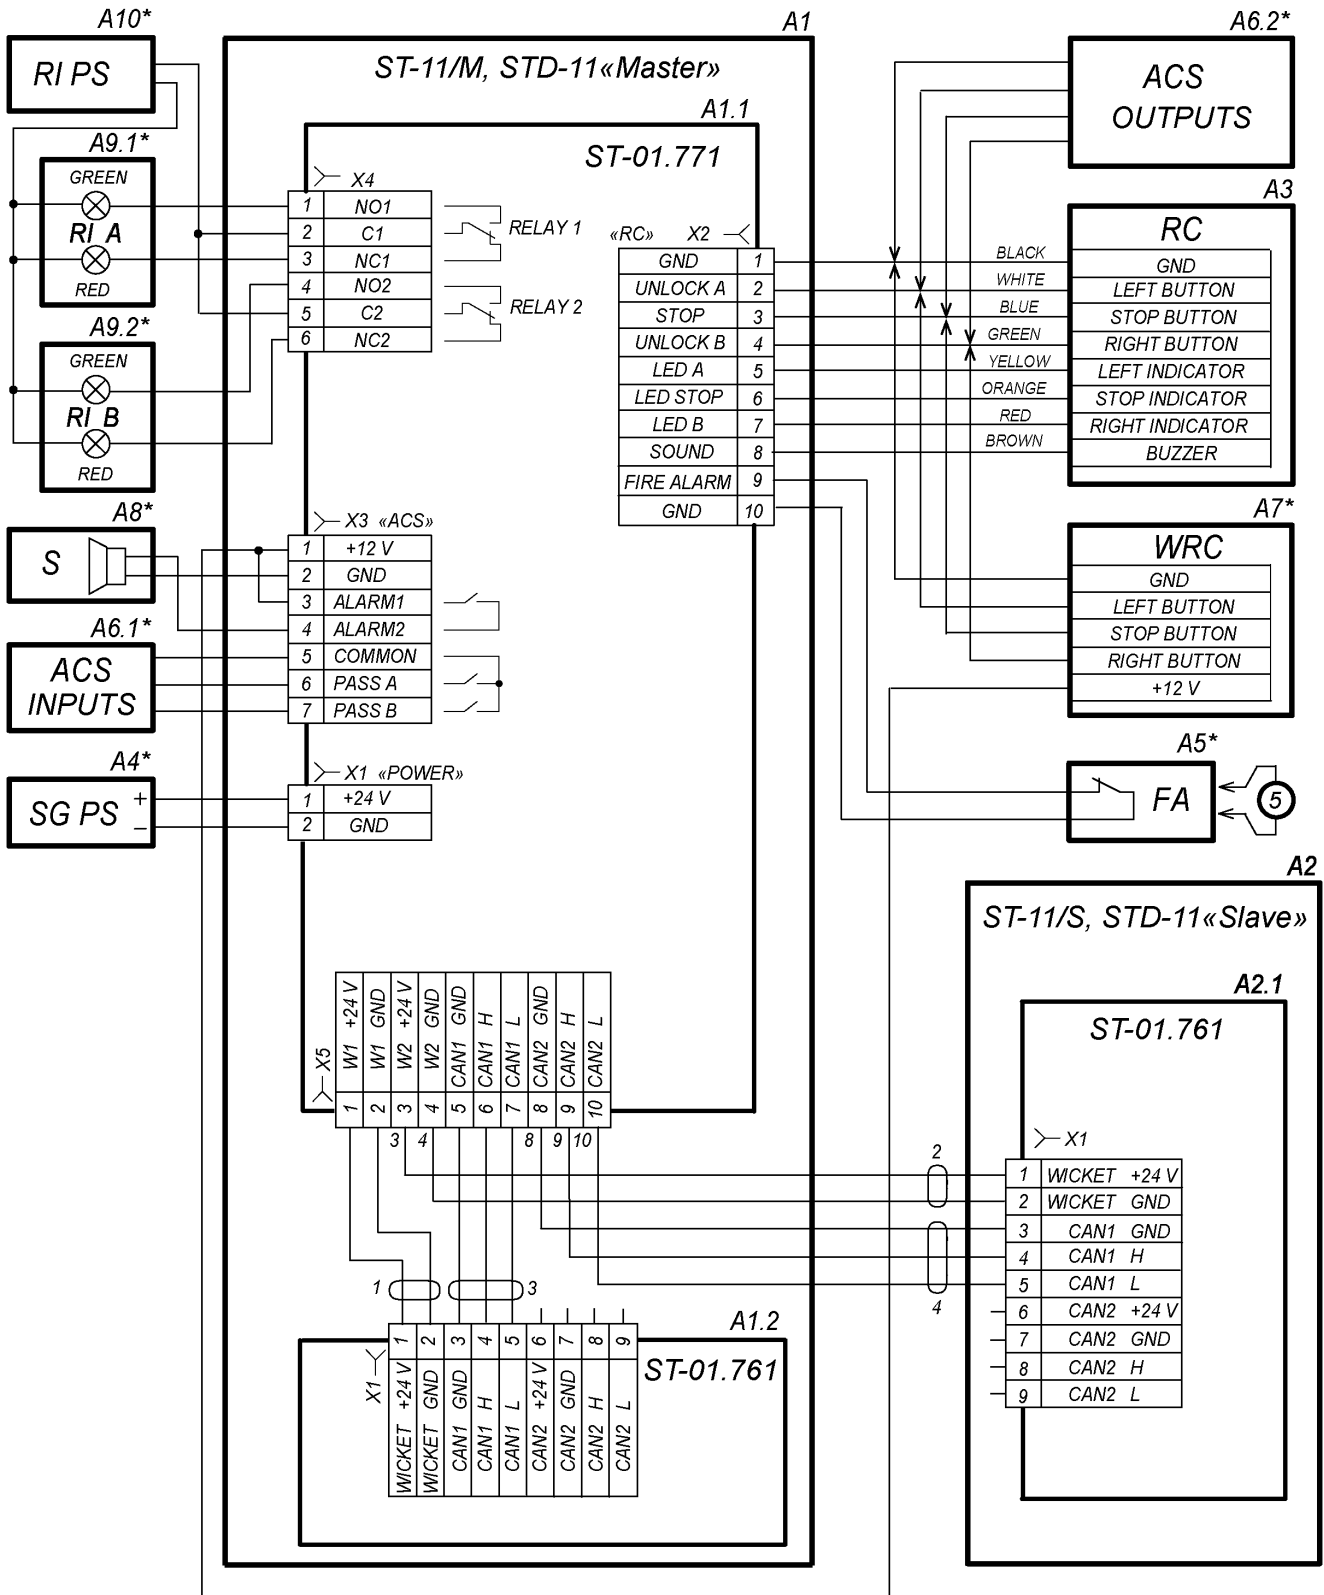 A10*
RI PS
A9.1*
GREEN
RI A
RED
A9.2*
GREEN
RI B
RED
A8*
S
A6.1*
ACS
INPUTS
A4*
SG PS + −
A1
ST-11/M, STD-11«Master»
A1.1
ST-01.771
X4
1 NO1
2 C1
3 NC1
4 NO2
5 C2
6 NC2
RELAY 1
RELAY 2
X3 «ACS»
1 +12 V
2 GND
3 ALARM1
4 ALARM2
5 COMMON
6 PASS A
7 PASS B
X1 «POWER»
1 +24 V
2 GND
«RC» X2
GND 1
UNLOCK A 2
STOP 3
UNLOCK B 4
LED A 5
LED STOP 6
LED B 7
SOUND 8
FIRE ALARM 9
GND 10
BLACK
WHITE
BLUE
GREEN
YELLOW
ORANGE
RED
BROWN
A6.2*
ACS
OUTPUTS
A3
RC
GND
LEFT BUTTON
STOP BUTTON
RIGHT BUTTON
LEFT INDICATOR
STOP INDICATOR
RIGHT INDICATOR
BUZZER
A7*
WRC
GND
LEFT BUTTON
STOP BUTTON
RIGHT BUTTON
+12 V
A5*
FA
5
X5
1 W1 +24 V
2 W1 GND
3 W2 +24 V
4 W2 GND
5 CAN1 GND
6 CAN1 H
7 CAN1 L
8 CAN2 GND
9 CAN2 H
10 CAN2 L
3 4 8 9 10
1 3
2
4
A1.2
ST-01.761
X1
1 WICKET +24 V
2 WICKET GND
3 CAN1 GND
4 CAN1 H
5 CAN1 L
6 CAN2 +24 V
7 CAN2 GND
8 CAN2 H
9 CAN2 L
A2
ST-11/S, STD-11«Slave»
A2.1
ST-01.761
X1
1 WICKET +24 V
2 WICKET GND
3 CAN1 GND
4 CAN1 H
5 CAN1 L
6 CAN2 +24 V
7 CAN2 GND
8 CAN2 H
9 CAN2 L